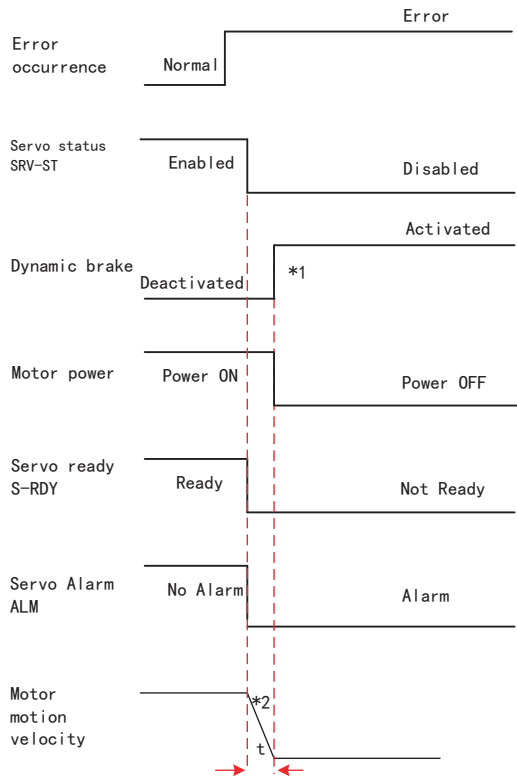 Error
Error
occurrence
Normal
Servo status
SRV-ST
Enabled
Disabled
Activated
Dynamic brake
Deactivated
*1
Motor power
Power ON
Power OFF
Servo ready
S-RDY
Ready
Not Ready
Servo Alarm
ALM
No Alarm
Alarm
Motor
motion
velocity
*2
t